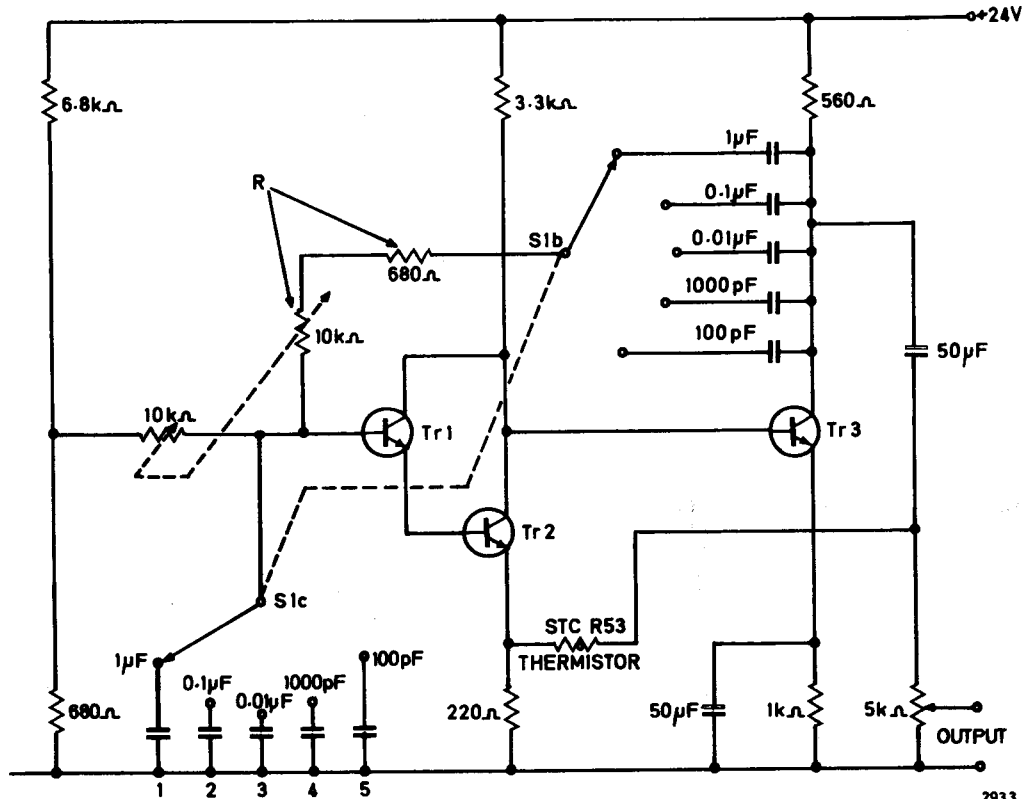 +24V
6.8kΩ
3.3kΩ
560Ω
1µF
R
0.1µF
S1b
0.01µF
680Ω
1000pF
10kΩ
100pF
50µF
10kΩ
Tr1
Tr3
Tr2
S1c
STC R53
THERMISTOR
1µF
100pF
0.1µF
0.01µF
1000pF
680Ω
220Ω
50µF
1kΩ
5kΩ
OUTPUT
1 2 3 4 5
2933